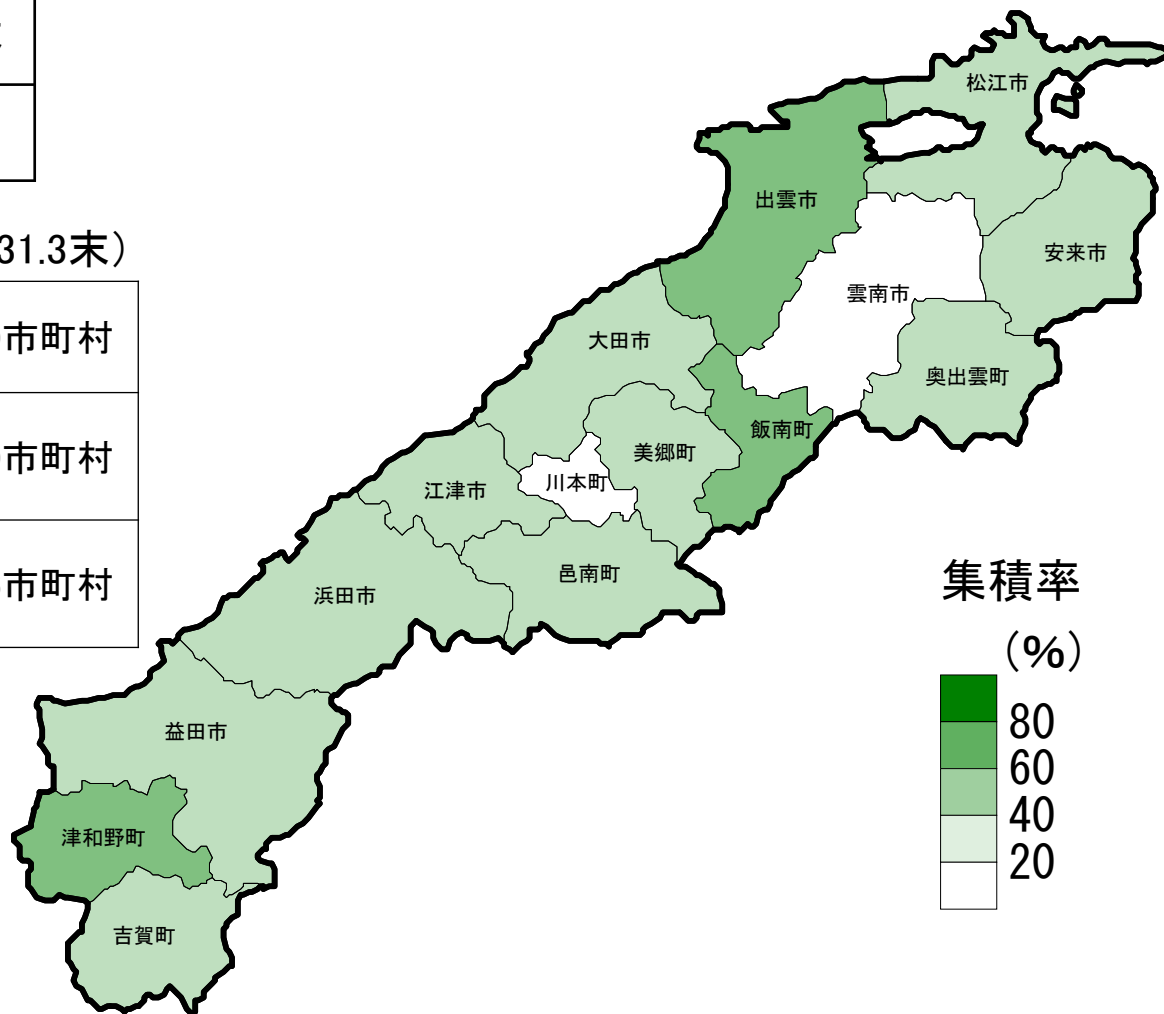 31.3末）
市町村
市町村
市町村
松江市
出雲市
安来市
雲南市
大田市
奥出雲町
飯南町
美郷町
川本町
江津市
邑南町
浜田市
益田市
津和野町
吉賀町
集積率
（%）
80
60
40
20